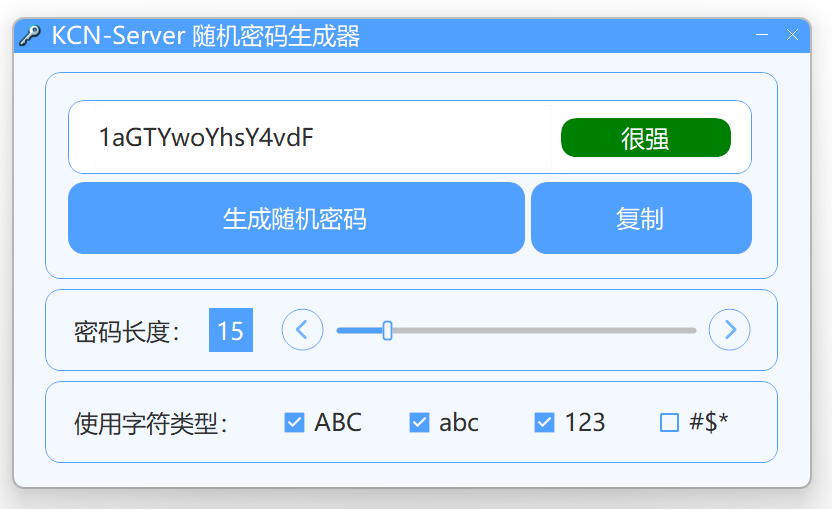 KCN-Server 随机密码生成器
1aGTYwoYhsY4vdF 很强
生成随机密码 复制
密码长度： 15
使用字符类型： ABC abc 123 #$*